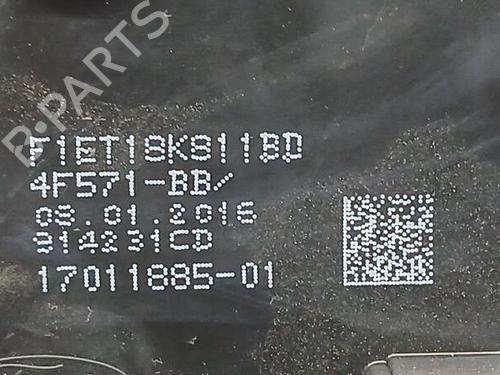 B-PARTS
F1ET18K811BD
4F571-BB/
08.01.2016
914231CD
17011885-01